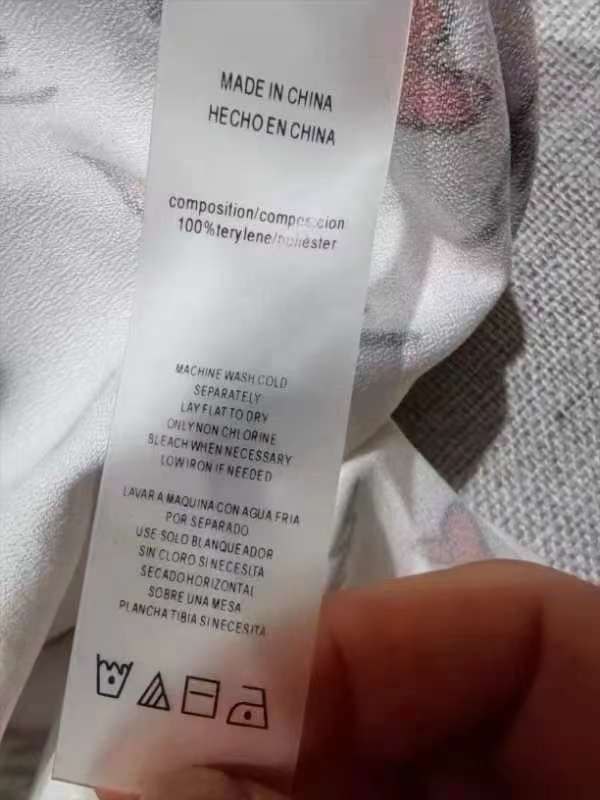 MADE IN CHINA
HECHO EN CHINA
composition/composicion
100%terylene/poliéster
MACHINE WASH COLD
SEPARATELY
LAY FLAT TO DRY
ONLY NON CHLORINE
BLEACH WHEN NECESSARY
LOW IRON IF NEEDED
LAVAR A MAQUINA CON AGUA FRIA
POR SEPARADO
USE SOLO BLANQUEADOR
SIN CLORO SI NECESITA
SECADO HORIZONTAL
SOBRE UNA MESA
PLANCHA TIBIA SI NECESITA